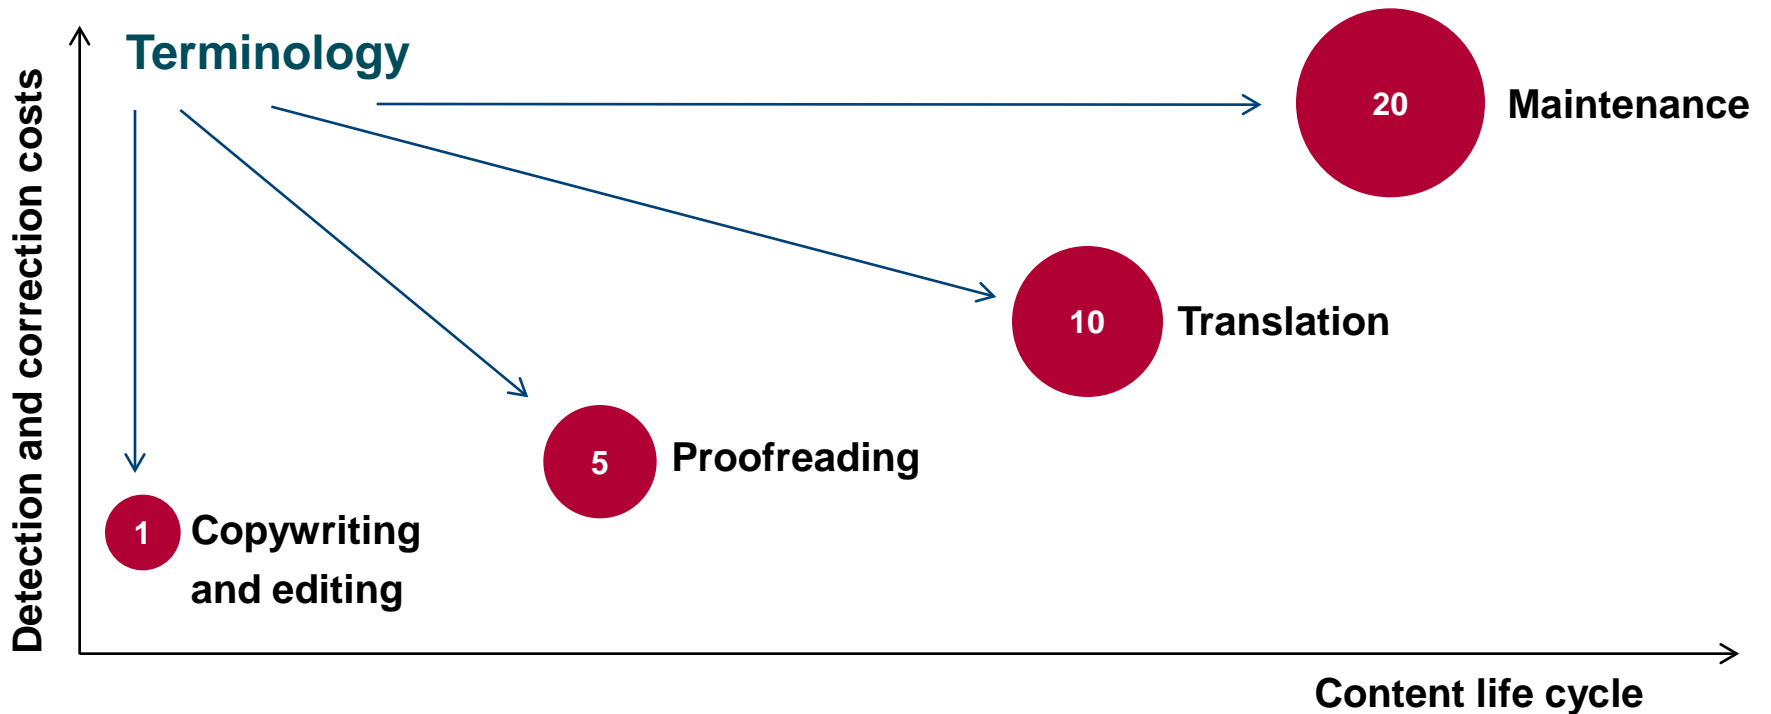 Terminology
Detection and correction costs
20
Maintenance
10
Translation
5
Proofreading
1
Copywriting
and editing
Content life cycle